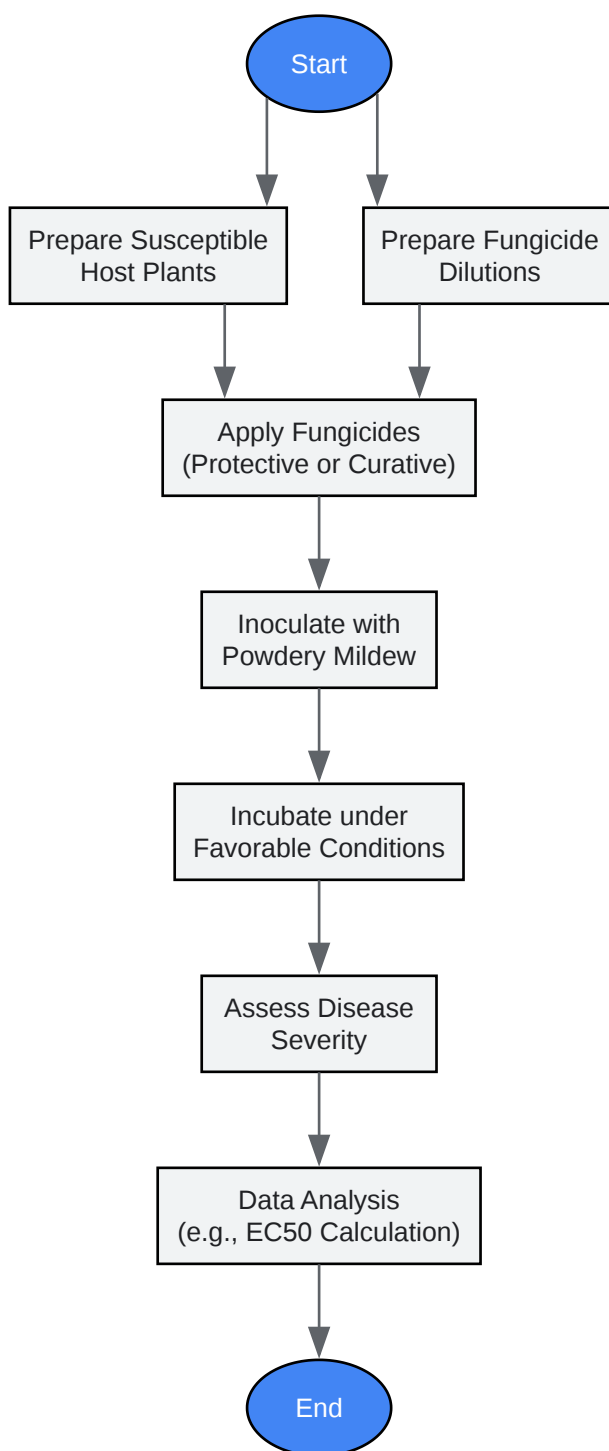 Start
Prepare Susceptible
Host Plants
Prepare Fungicide
Dilutions
Apply Fungicides
(Protective or Curative)
Inoculate with
Powdery Mildew
Incubate under
Favorable Conditions
Assess Disease
Severity
Data Analysis
(e.g., EC50 Calculation)
End